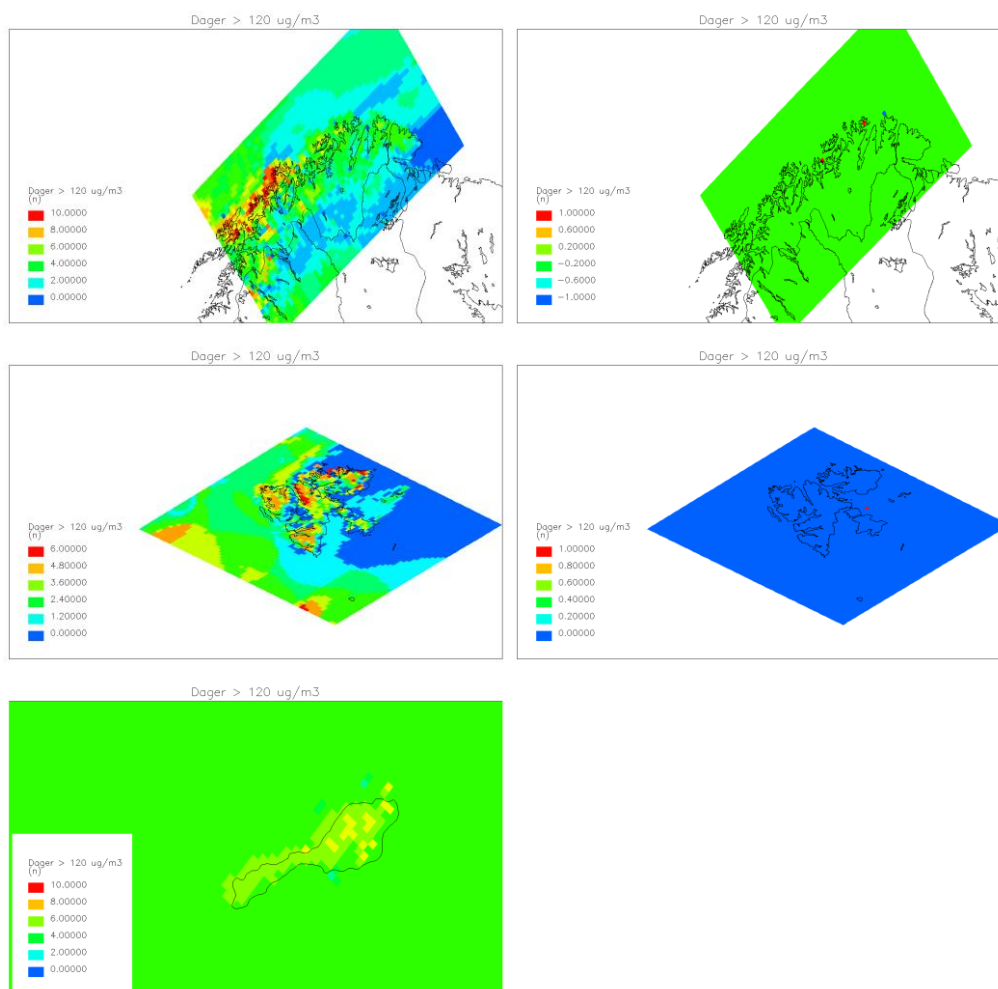 Dager > 120 ug/m3
Dager > 120 ug/m3
(n)
10.0000
8.00000
6.00000
4.00000
2.00000
0.00000
Dager > 120 ug/m3
Dager > 120 ug/m3
(n)
1.00000
0.60000
0.20000
-0.2000
-0.6000
-1.0000
Dager > 120 ug/m3
Dager > 120 ug/m3
(n)
6.00000
4.80000
3.60000
2.40000
1.20000
0.00000
Dager > 120 ug/m3
Dager > 120 ug/m3
(n)
1.00000
0.80000
0.60000
0.40000
0.20000
0.00000
Dager > 120 ug/m3
Dager > 120 ug/m3
(n)
10.0000
8.00000
6.00000
4.00000
2.00000
0.00000